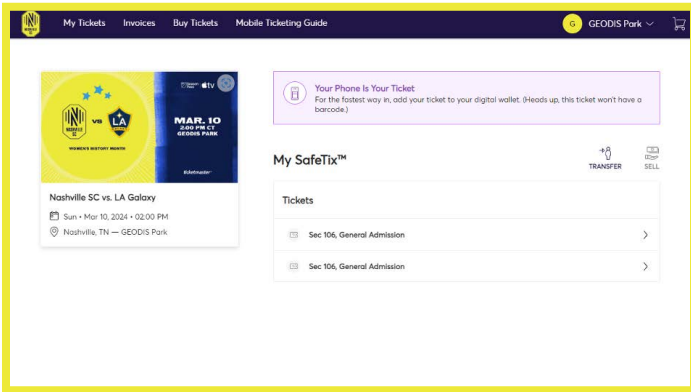 My Tickets Invoices Buy Tickets Mobile Ticketing Guide
G GEODIS Park
Your Phone Is Your Ticket
For the fastest way in, add your ticket to your digital wallet. (Heads up, this ticket won't have a
barcode.)
tv
NASHVILLE
SC
VS
LA
MAR. 10
2:00 PM CT
GEODIS PARK
WOMEN'S HISTORY MONTH
ticketmaster
My SafeTix™
TRANSFER
SELL
Nashville SC vs. LA Galaxy
Sun • Mar 10, 2024 • 02:00 PM
Nashville, TN — GEODIS Park
Tickets
Sec 106, General Admission
Sec 106, General Admission